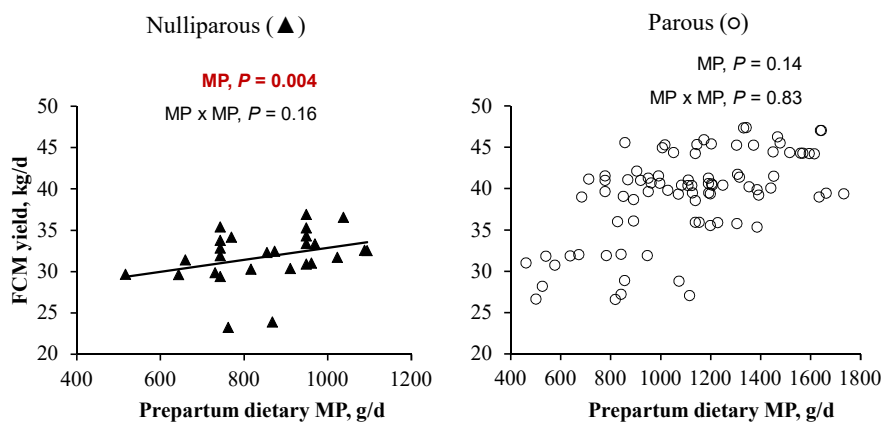 Nulliparous (▲)
MP, P = 0.004
MP x MP, P = 0.16
FCM yield, kg/d
50
45
40
35
30
25
20
400 600 800 1000 1200
Prepartum dietary MP, g/d
Parous (○)
MP, P = 0.14
MP x MP, P = 0.83
50
45
40
35
30
25
20
400 600 800 1000 1200 1400 1600 1800
Prepartum dietary MP, g/d